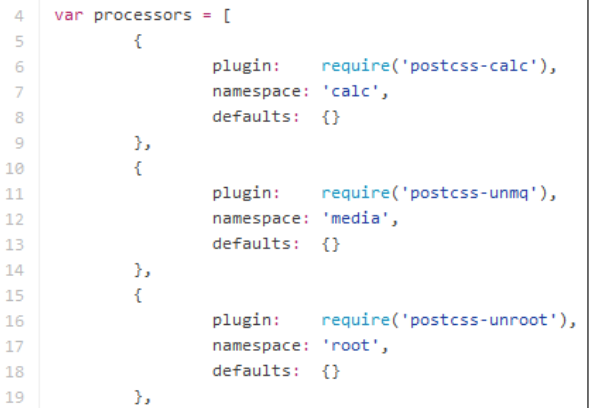 4 var processors = [
5 {
6 plugin: require('postcss-calc'),
7 namespace: 'calc',
8 defaults: {}
9 },
10 {
11 plugin: require('postcss-unmq'),
12 namespace: 'media',
13 defaults: {}
14 },
15 {
16 plugin: require('postcss-unroot'),
17 namespace: 'root',
18 defaults: {}
19 },